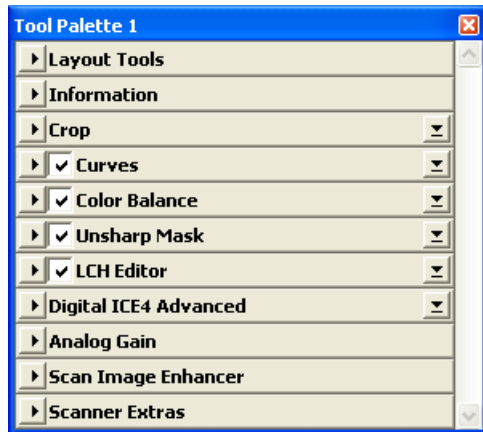 Tool Palette 1
Layout Tools
Information
Crop
Curves
Color Balance
Unsharp Mask
LCH Editor
Digital ICE4 Advanced
Analog Gain
Scan Image Enhancer
Scanner Extras